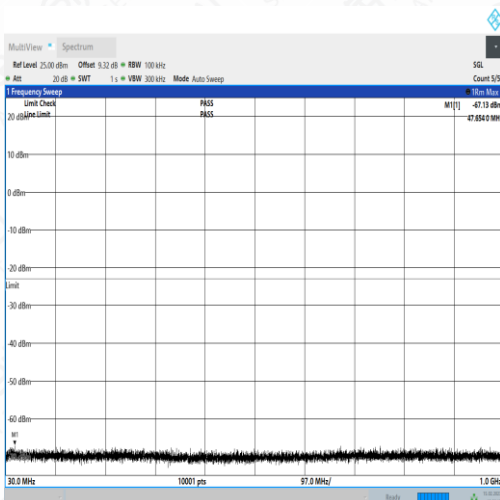 MultiView Spectrum
Ref Level 25.00 dBm Offset 9.32 dB RBW 100 kHz SGL
Att 20 dB SWT 1 s VBW 300 kHz Mode Auto Sweep Count 5/5
1 Frequency Sweep 1Rm Max
Limit Check PASS M1[1] -67.13 dBm
Line Limit PASS 47.6540 MH
20 dBm
10 dBm
0 dBm
-10 dBm
-20 dBm
Limit
-30 dBm
-40 dBm
-50 dBm
-60 dBm
M1
30.0 MHz 10001 pts 97.0 MHz/ 1.0 GH
Ready